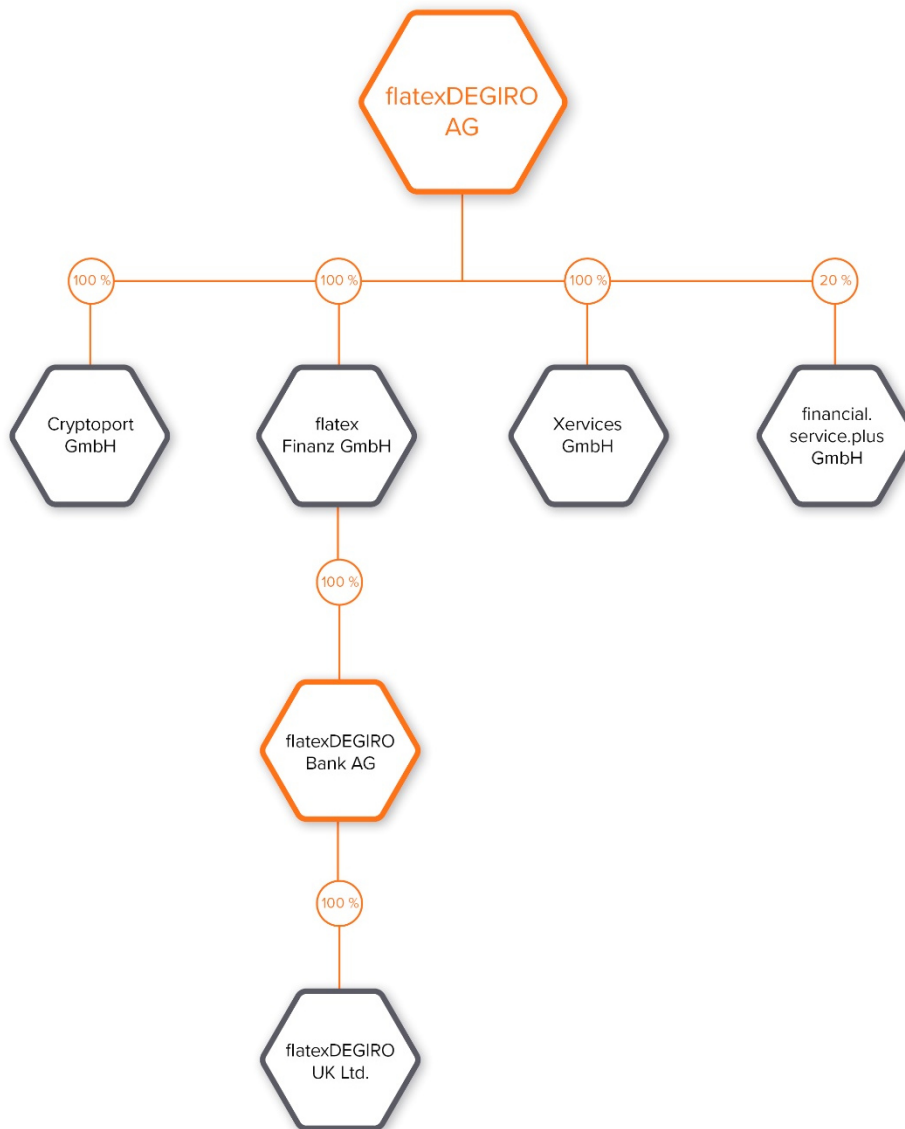 flatexDEGIRO
AG
100 %
100 %
100 %
20 %
Cryptoport
GmbH
flatex
Finanz GmbH
Xervices
GmbH
financial.
service.plus
GmbH
100 %
flatexDEGIRO
Bank AG
100 %
flatexDEGIRO
UK Ltd.